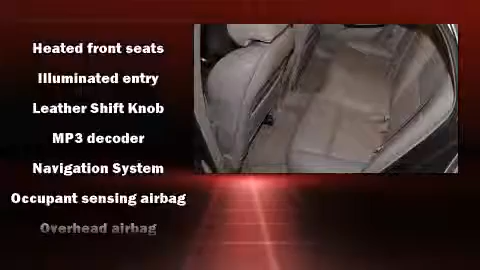 Heated front seats
Illuminated entry
Leather Shift Knob
MP3 decoder
Navigation System
Occupant sensing airbag
Overhead airbag